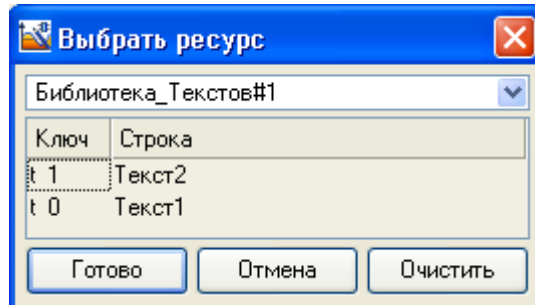 Выбрать ресурс
Библиотека_Текстов#1
Ключ Строка
t 1 Текст2
t 0 Текст1
Готово Отмена Очистить